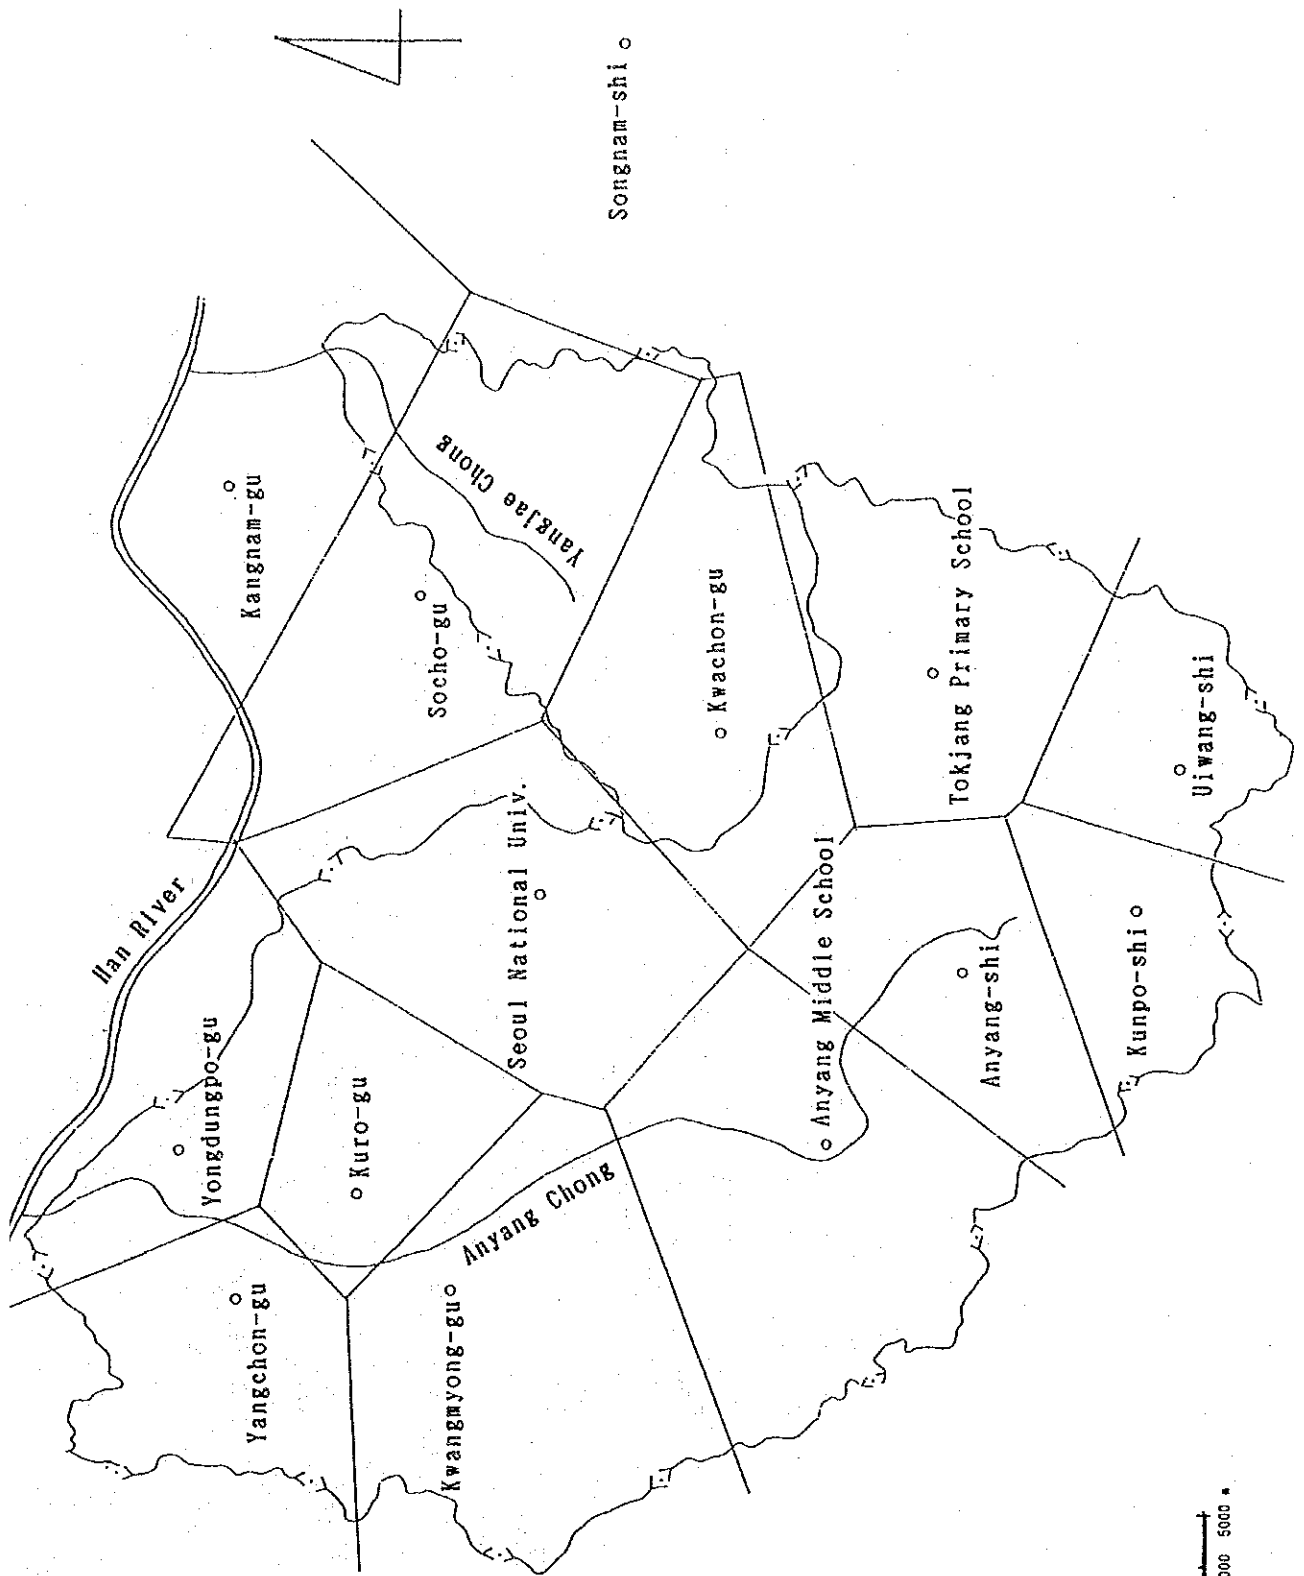 Songnam-shi
Han River
Kangnam-gu
YangJae Chong
Socho-gu
Yongdungpo-gu
Kuro-gu
Seoul National Univ.
Kwachon-gu
Yangchon-gu
Kwangmyong-gu
Anyang Chong
Anyang Middle School
Tokjang Primary School
Anyang-shi
Kunpo-shi
Uiwang-shi
5000 m